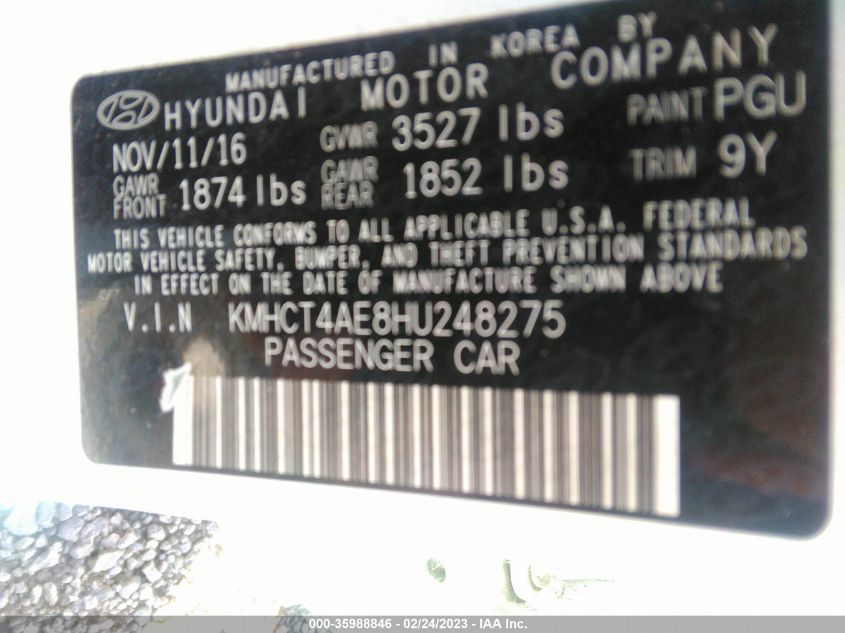 MANUFACTURED IN KOREA BY
HYUNDAI MOTOR COMPANY
NOV/11/16 GVWR 3527 lbs PAINT PGU
GAWR FRONT 1874 lbs GAWR REAR 1852 lbs TRIM 9Y
THIS VEHICLE CONFORMS TO ALL APPLICABLE U.S.A. FEDERAL
MOTOR VEHICLE SAFETY, BUMPER, AND THEFT PREVENTION STANDARDS
IN EFFECT ON THE DATE OF MANUFACTURE SHOWN ABOVE
V.I.N KMHCT4AE8HU248275
PASSENGER CAR
000-35988846 - 02/24/2023 - IAA Inc.